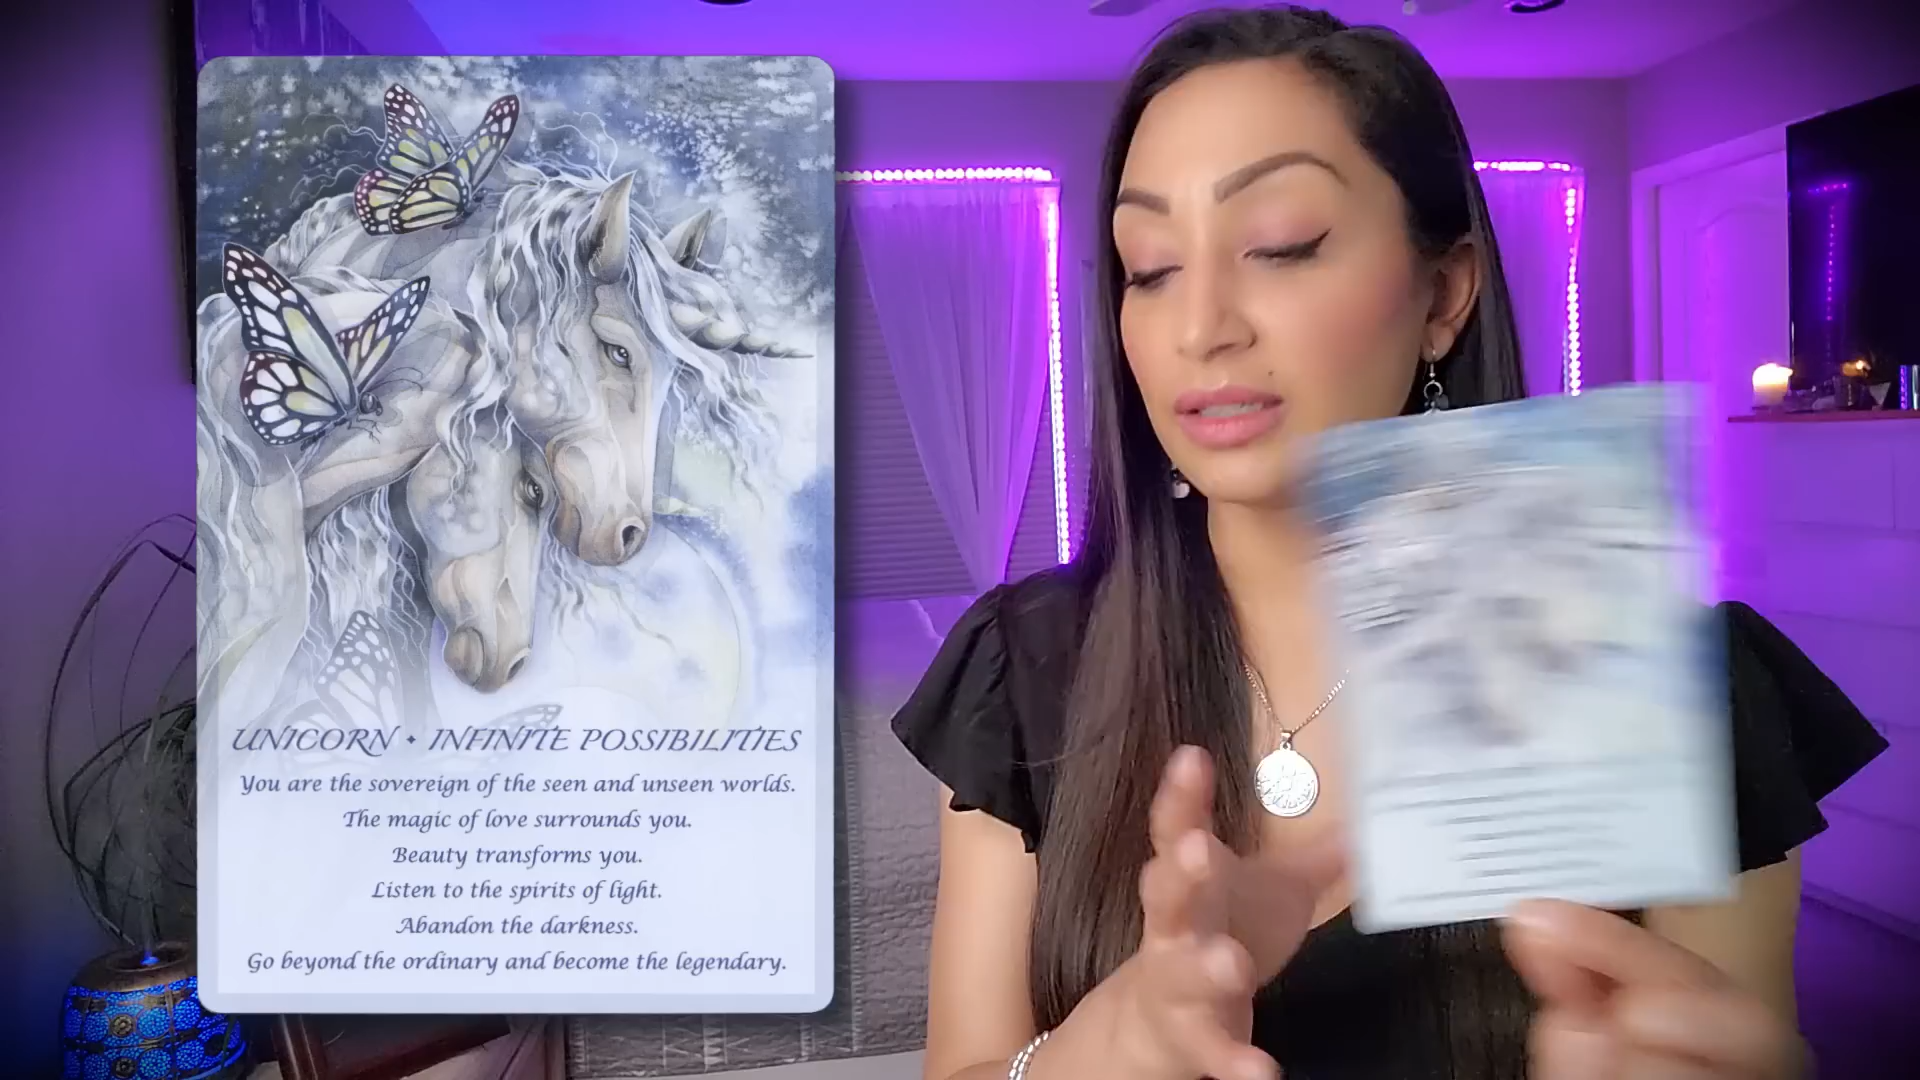 UNICORN • INFINITE POSSIBILITIES
You are the sovereign of the seen and unseen worlds.
The magic of love surrounds you.
Beauty transforms you.
Listen to the spirits of light.
Abandon the darkness.
Go beyond the ordinary and become the legendary.